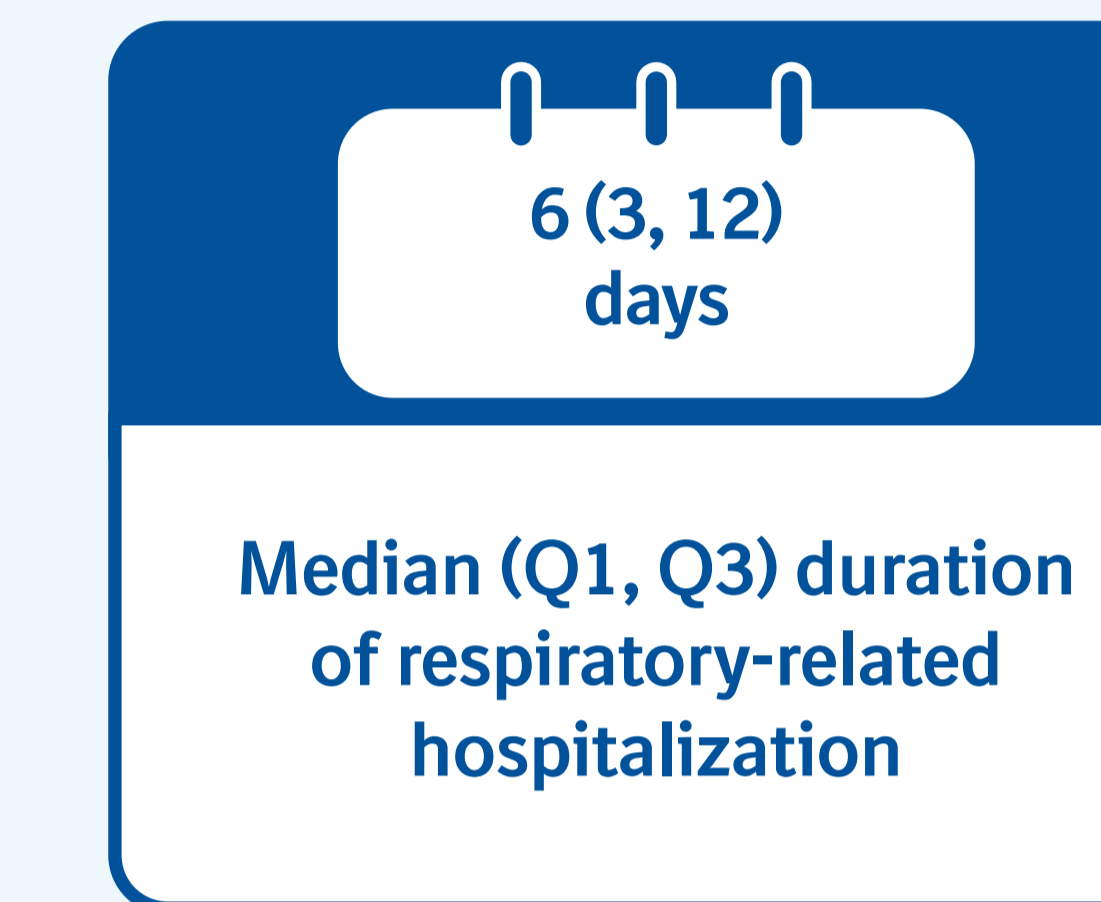 6 (3, 12)
days
Median (Q1, Q3) duration
of respiratory-related
hospitalization